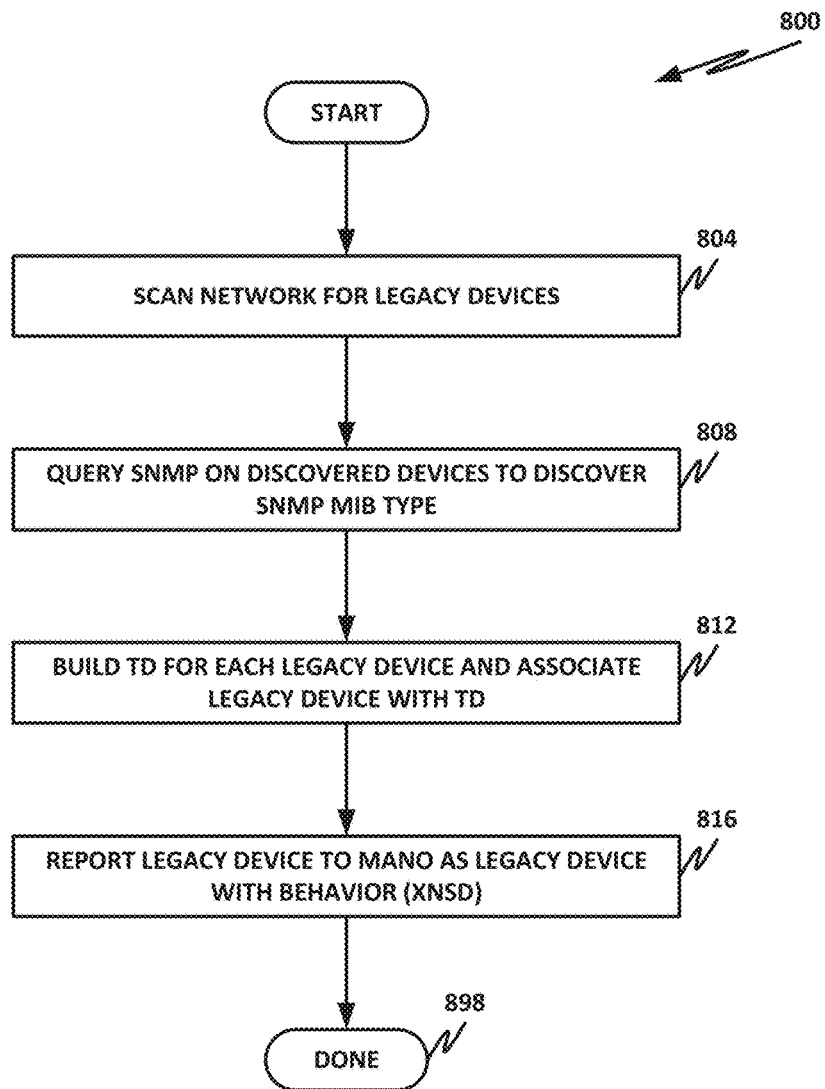 800
START
804
SCAN NETWORK FOR LEGACY DEVICES
808
QUERY SNMP ON DISCOVERED DEVICES TO DISCOVER
SNMP MIB TYPE
812
BUILD TD FOR EACH LEGACY DEVICE AND ASSOCIATE
LEGACY DEVICE WITH TD
816
REPORT LEGACY DEVICE TO MANO AS LEGACY DEVICE
WITH BEHAVIOR (XNSD)
898
DONE